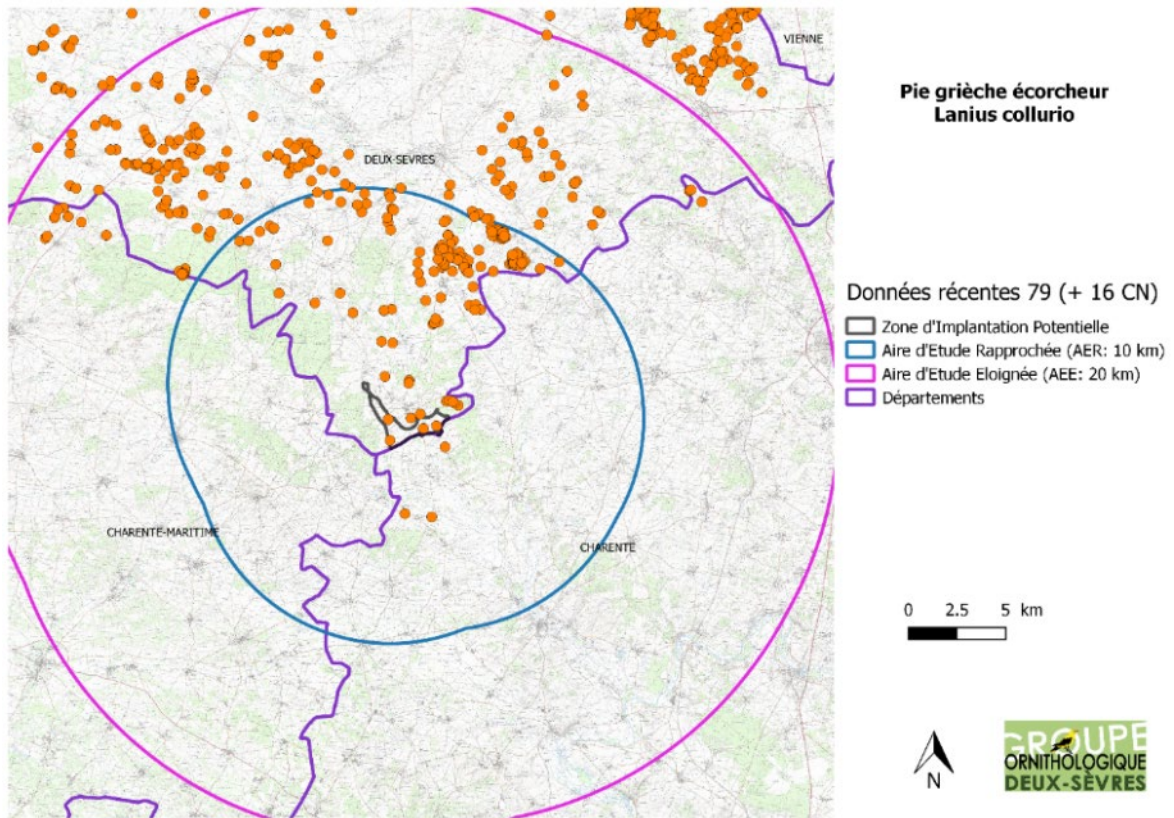 VIENNE
DEUX-SÈVRES
CHARENTE-MARITIME
CHARENTE
Pie grièche écorcheur
Lanius collurio
Données récentes 79 (+ 16 CN)
Zone d'Implantation Potentielle
Aire d'Etude Rapprochée (AER: 10 km)
Aire d'Etude Eloignée (AEE: 20 km)
Départements
0 2.5 5 km
N
GROUPE
ORNITHOLOGIQUE
DEUX-SÈVRES